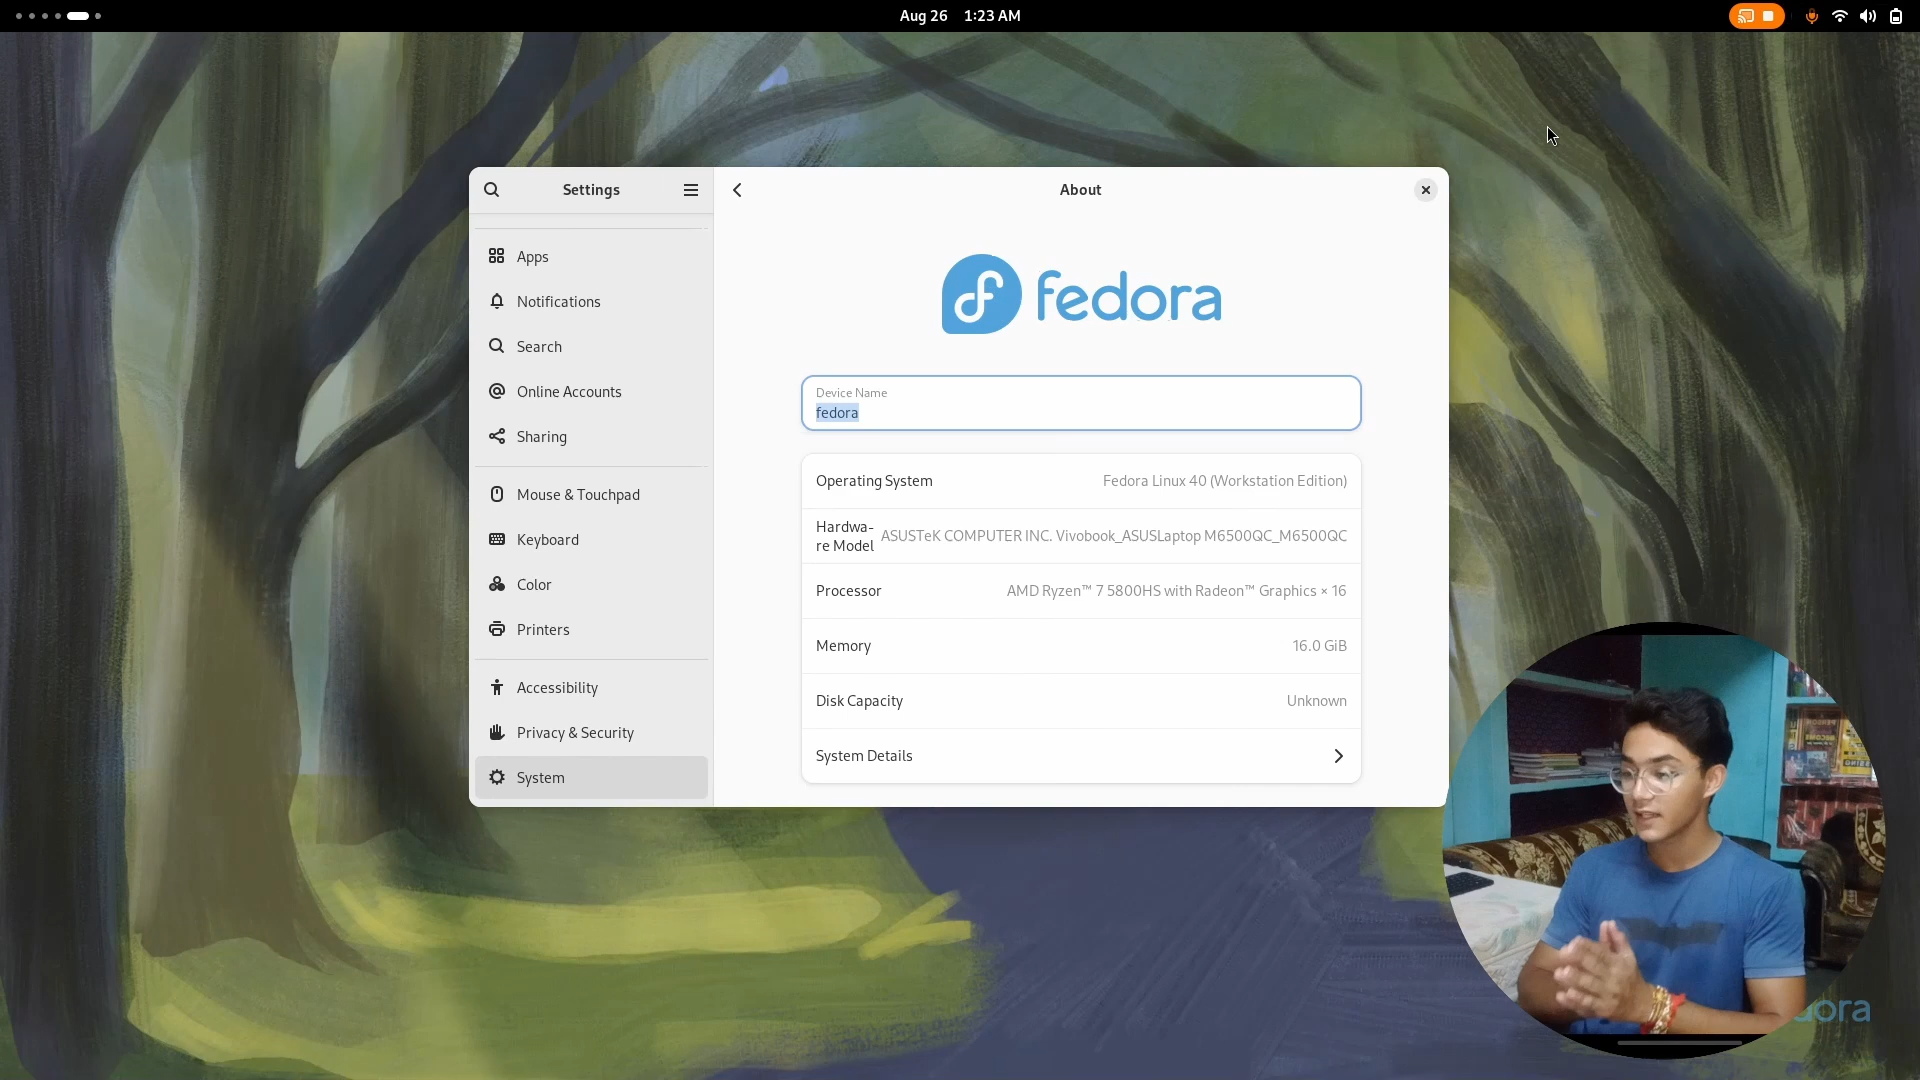 Aug 26 1:23 AM
Settings
About
Apps
Notifications
Search
Online Accounts
Sharing
Mouse & Touchpad
Keyboard
Color
Printers
Accessibility
Privacy & Security
System
fedora
Device Name
fedora
Operating System Fedora Linux 40 (Workstation Edition)
Hardwa-
re Model ASUSTeK COMPUTER INC. Vivobook_ASUSLaptop M6500QC_M6500QC
Processor AMD Ryzen™ 7 5800HS with Radeon™ Graphics × 16
Memory 16.0 GiB
Disk Capacity Unknown
System Details
dora